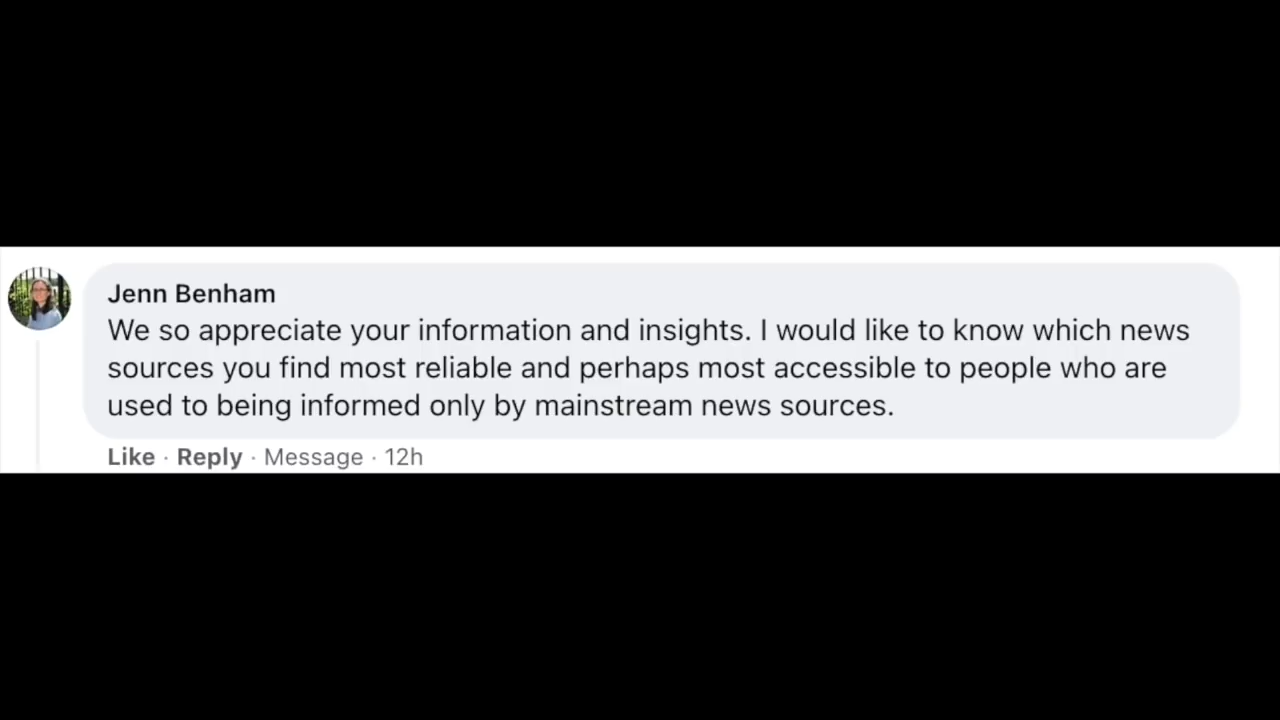 Jenn Benham
We so appreciate your information and insights. I would like to know which news
sources you find most reliable and perhaps most accessible to people who are
used to being informed only by mainstream news sources.
Like · Reply · Message · 12h